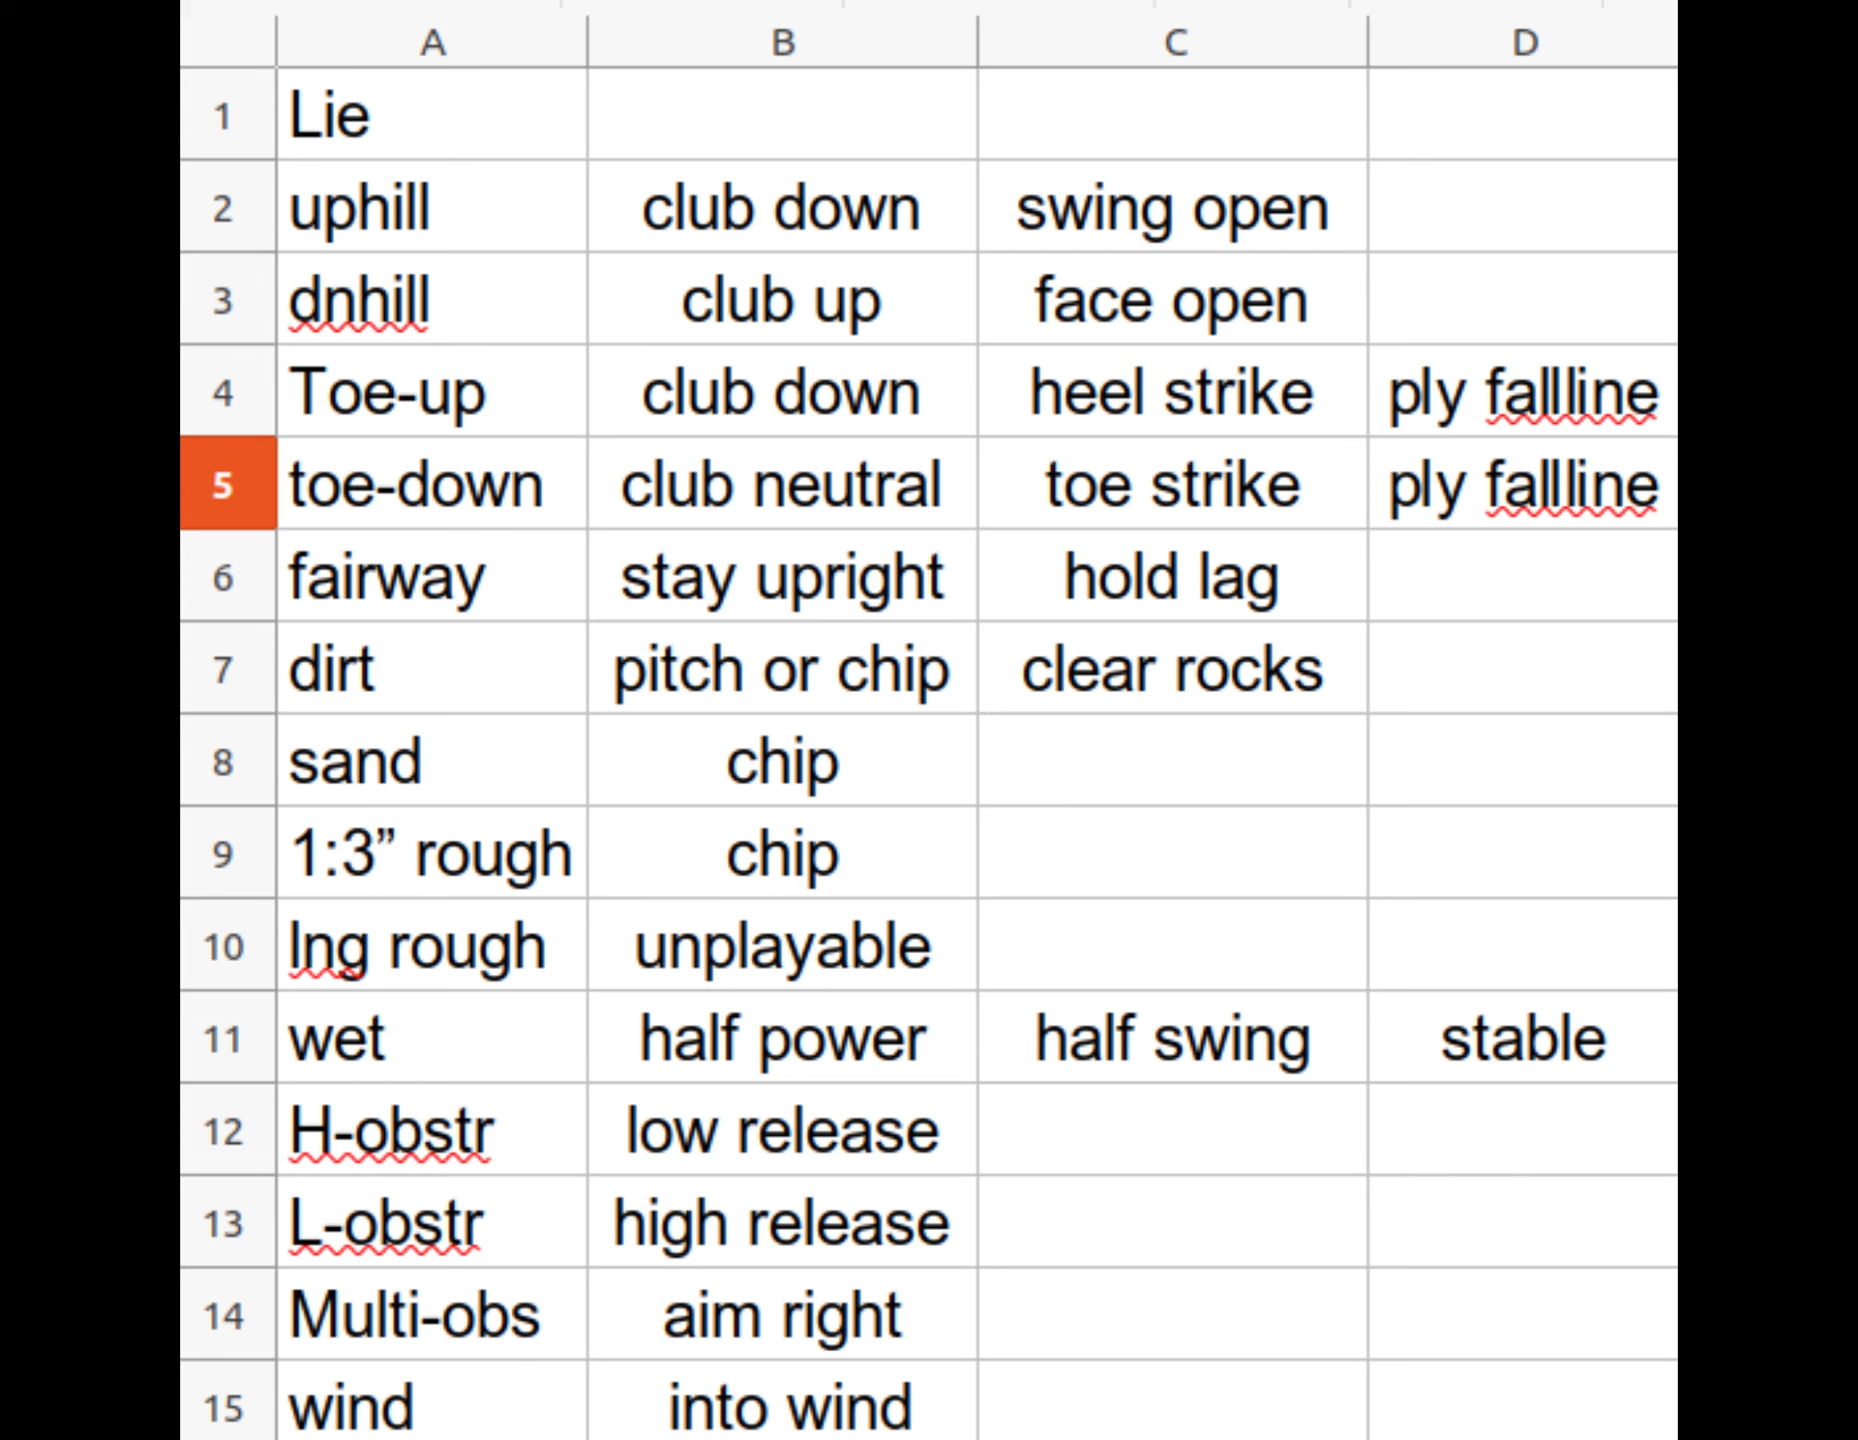 A B C D
1 Lie
2 uphill club down swing open
3 dnhill club up face open
4 Toe-up club down heel strike ply fallline
5 toe-down club neutral toe strike ply fallline
6 fairway stay upright hold lag
7 dirt pitch or chip clear rocks
8 sand chip
9 1:3” rough chip
10 lng rough unplayable
11 wet half power half swing stable
12 H-obstr low release
13 L-obstr high release
14 Multi-obs aim right
15 wind into wind